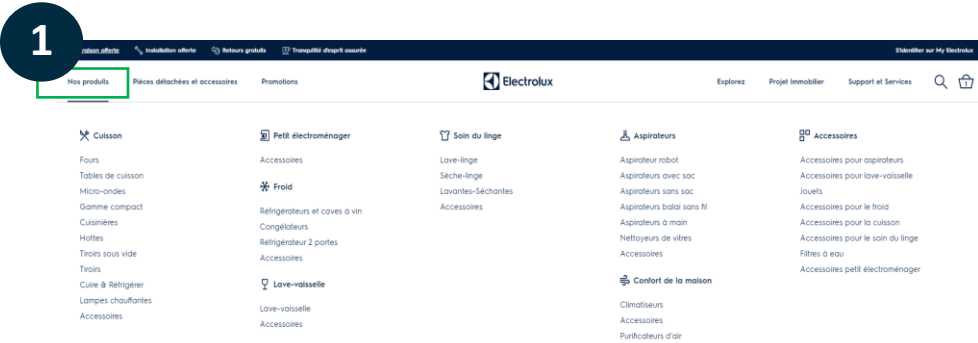 1
raison offerte Installation offerte Retours gratuits Tranquillité d'esprit assurée S'identifier sur My Electrolux
Nos produits Pièces détachées et accessoires Promotions Electrolux Explorez Projet Immobilier Support et Services 1
Cuisson
Fours
Tables de cuisson
Micro-ondes
Gamme compact
Cuisinières
Hottes
Tiroirs sous vide
Tiroirs
Cuire & Réfrigérer
Lampes chauffantes
Accessoires
Petit électroménager
Accessoires
Froid
Réfrigérateurs et caves à vin
Congélateurs
Réfrigérateur 2 portes
Accessoires
Lave-vaisselle
Lave-vaisselle
Accessoires
Soin du linge
Lave-linge
Sèche-linge
Lavantes-Séchantes
Accessoires
Aspirateurs
Aspirateur robot
Aspirateurs avec sac
Aspirateurs sans sac
Aspirateurs balai sans fil
Aspirateurs à main
Nettoyeurs de vitres
Accessoires
Confort de la maison
Climatiseurs
Accessoires
Purificateurs d'air
Accessoires
Accessoires pour aspirateurs
Accessoires pour lave-vaisselle
Jouets
Accessoires pour le froid
Accessoires pour la cuisson
Accessoires pour le soin du linge
Filtres à eau
Accessoires petit électroménager